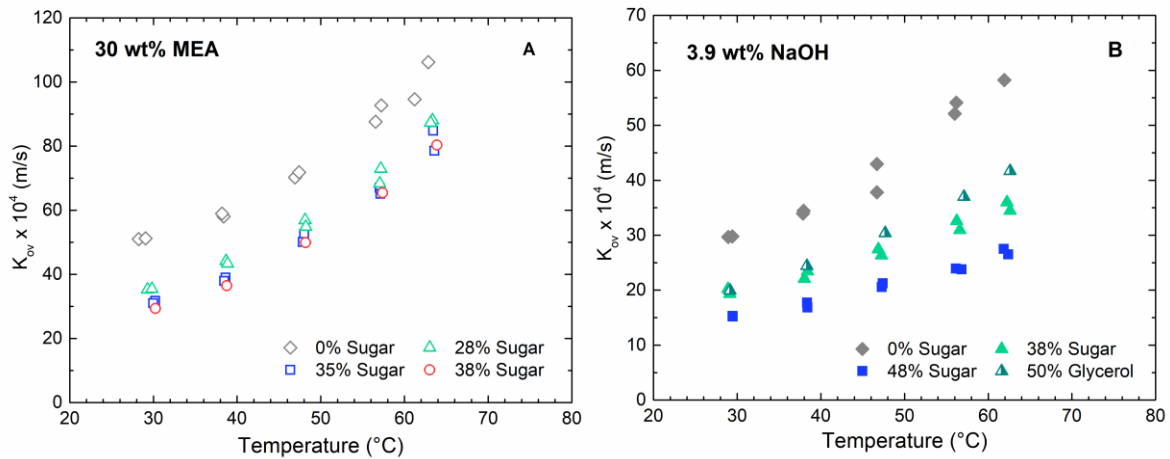 30 wt% MEA
A
120
100
80
60
40
20
0
K_ov x 10^4 (m/s)
0% Sugar
28% Sugar
35% Sugar
38% Sugar
20 30 40 50 60 70 80
Temperature (°C)
3.9 wt% NaOH
B
70
60
50
40
30
20
10
0
K_ov x 10^4 (m/s)
0% Sugar
38% Sugar
48% Sugar
50% Glycerol
20 30 40 50 60 70 80
Temperature (°C)